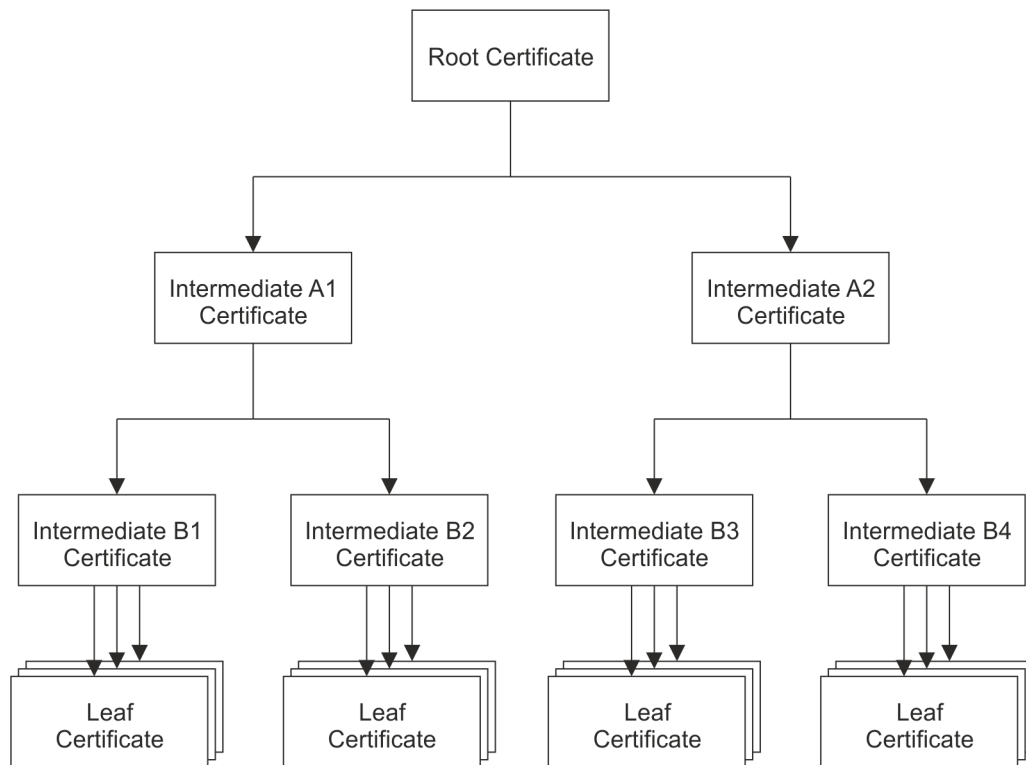 Root Certificate
Intermediate A1
Certificate
Intermediate A2
Certificate
Intermediate B1
Certificate
Intermediate B2
Certificate
Intermediate B3
Certificate
Intermediate B4
Certificate
Leaf
Certificate
Leaf
Certificate
Leaf
Certificate
Leaf
Certificate